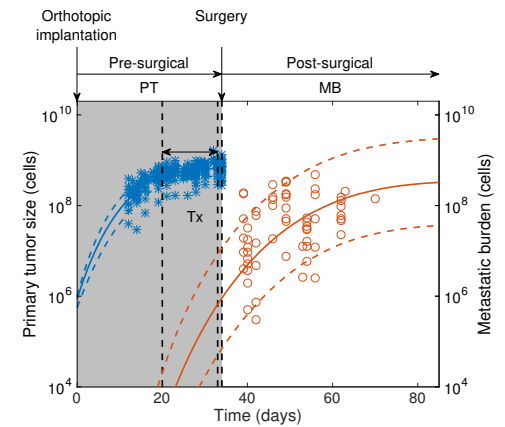 Orthotopic
implantation
Surgery
Pre-surgical
Post-surgical
PT
MB
10^10
10^8
10^6
10^4
Primary tumor size (cells)
Tx
10^10
10^8
10^6
10^4
Metastatic burden (cells)
0
20
40
60
80
Time (days)